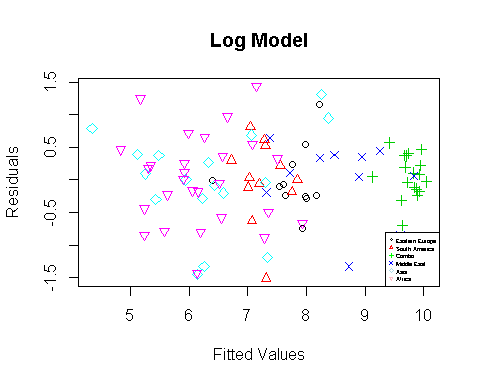 Log Model
Residuals
1.5
0.5
-0.5
-1.5
Eastern Europe
South America
Combo
Middle East
Asia
Africa
5 6 7 8 9 10
Fitted Values